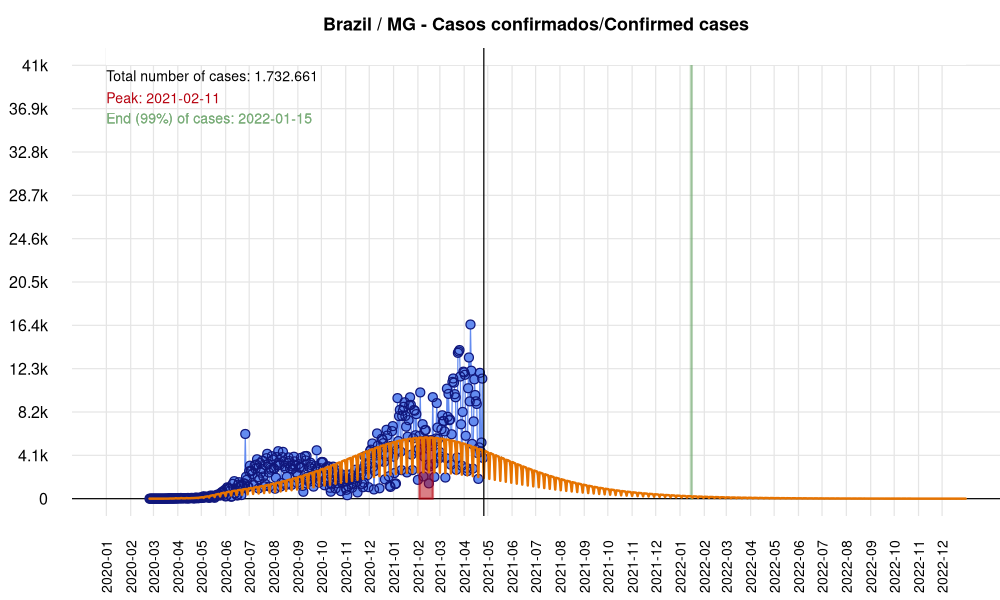 Brazil / MG - Casos confirmados/Confirmed cases
Total number of cases: 1.732.661
Peak: 2021-02-11
End (99%) of cases: 2022-01-15
41k
36.9k
32.8k
28.7k
24.6k
20.5k
16.4k
12.3k
8.2k
4.1k
0
2020-01
2020-02
2020-03
2020-04
2020-05
2020-06
2020-07
2020-08
2020-09
2020-10
2020-11
2020-12
2021-01
2021-02
2021-03
2021-04
2021-05
2021-06
2021-07
2021-08
2021-09
2021-10
2021-11
2021-12
2022-01
2022-02
2022-03
2022-04
2022-05
2022-06
2022-07
2022-08
2022-09
2022-10
2022-11
2022-12